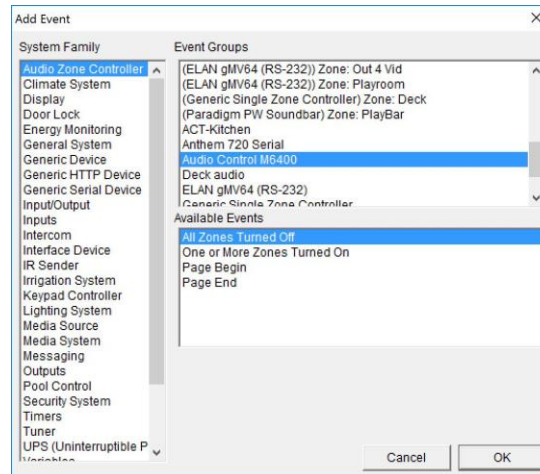 Add Event
System Family
Audio Zone Controller
Climate System
Display
Door Lock
Energy Monitoring
General System
Generic Device
Generic HTTP Device
Generic Serial Device
Input/Output
Inputs
Intercom
Interface Device
IR Sender
Irrigation System
Keypad Controller
Lighting System
Media Source
Media System
Messaging
Outputs
Pool Control
Security System
Timers
Tuner
UPS (Uninterruptible P
Variables
Event Groups
(ELAN gMV64 (RS-232)) Zone: Out 4 Vid
(ELAN gMV64 (RS-232)) Zone: Playroom
(Generic Single Zone Controller) Zone: Deck
(Paradigm PW Soundbar) Zone: PlayBar
ACT-Kitchen
Anthem 720 Serial
Audio Control M6400
Deck audio
ELAN gMV64 (RS-232)
Generic Single Zone Controller
Available Events
All Zones Turned Off
One or More Zones Turned On
Page Begin
Page End
Cancel
OK